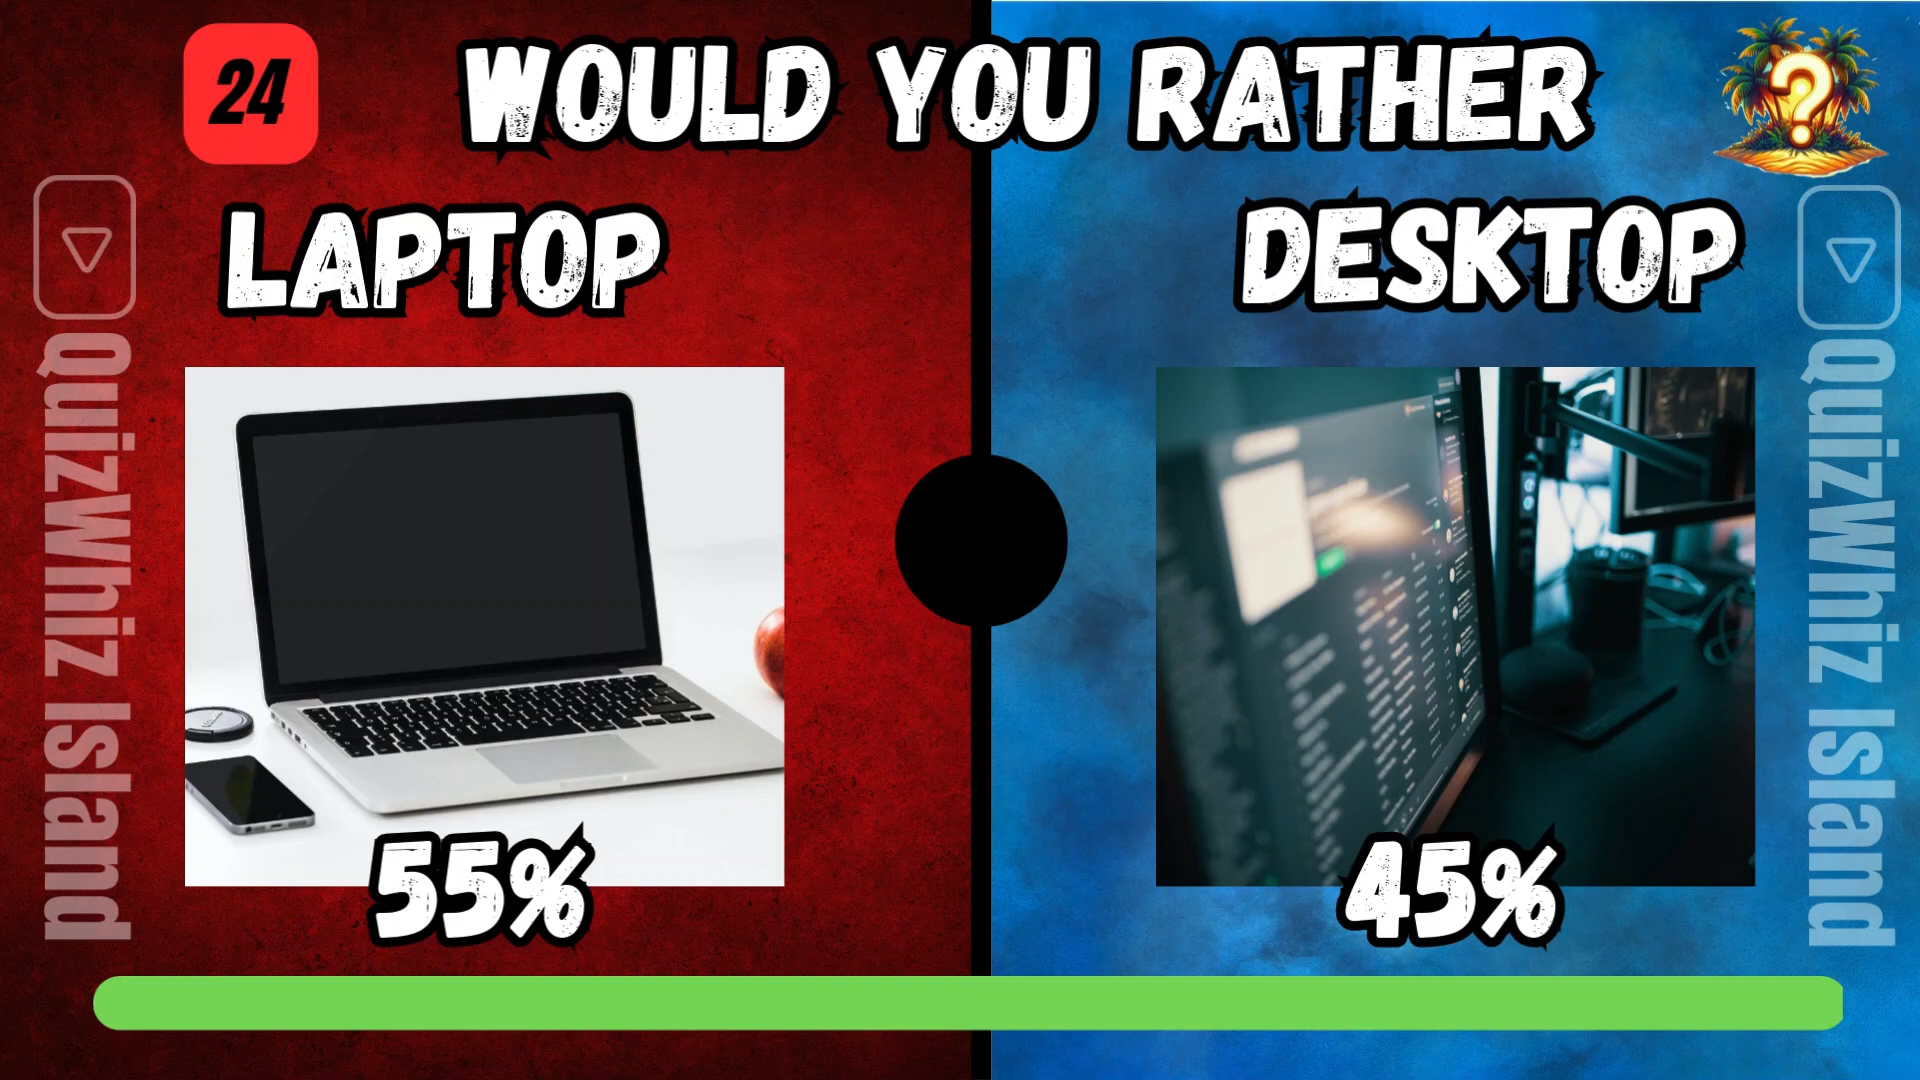 24
WOULD YOU RATHER
?
LAPTOP
DESKTOP
QuizWhiz Island
QuizWhiz Island
55%
45%